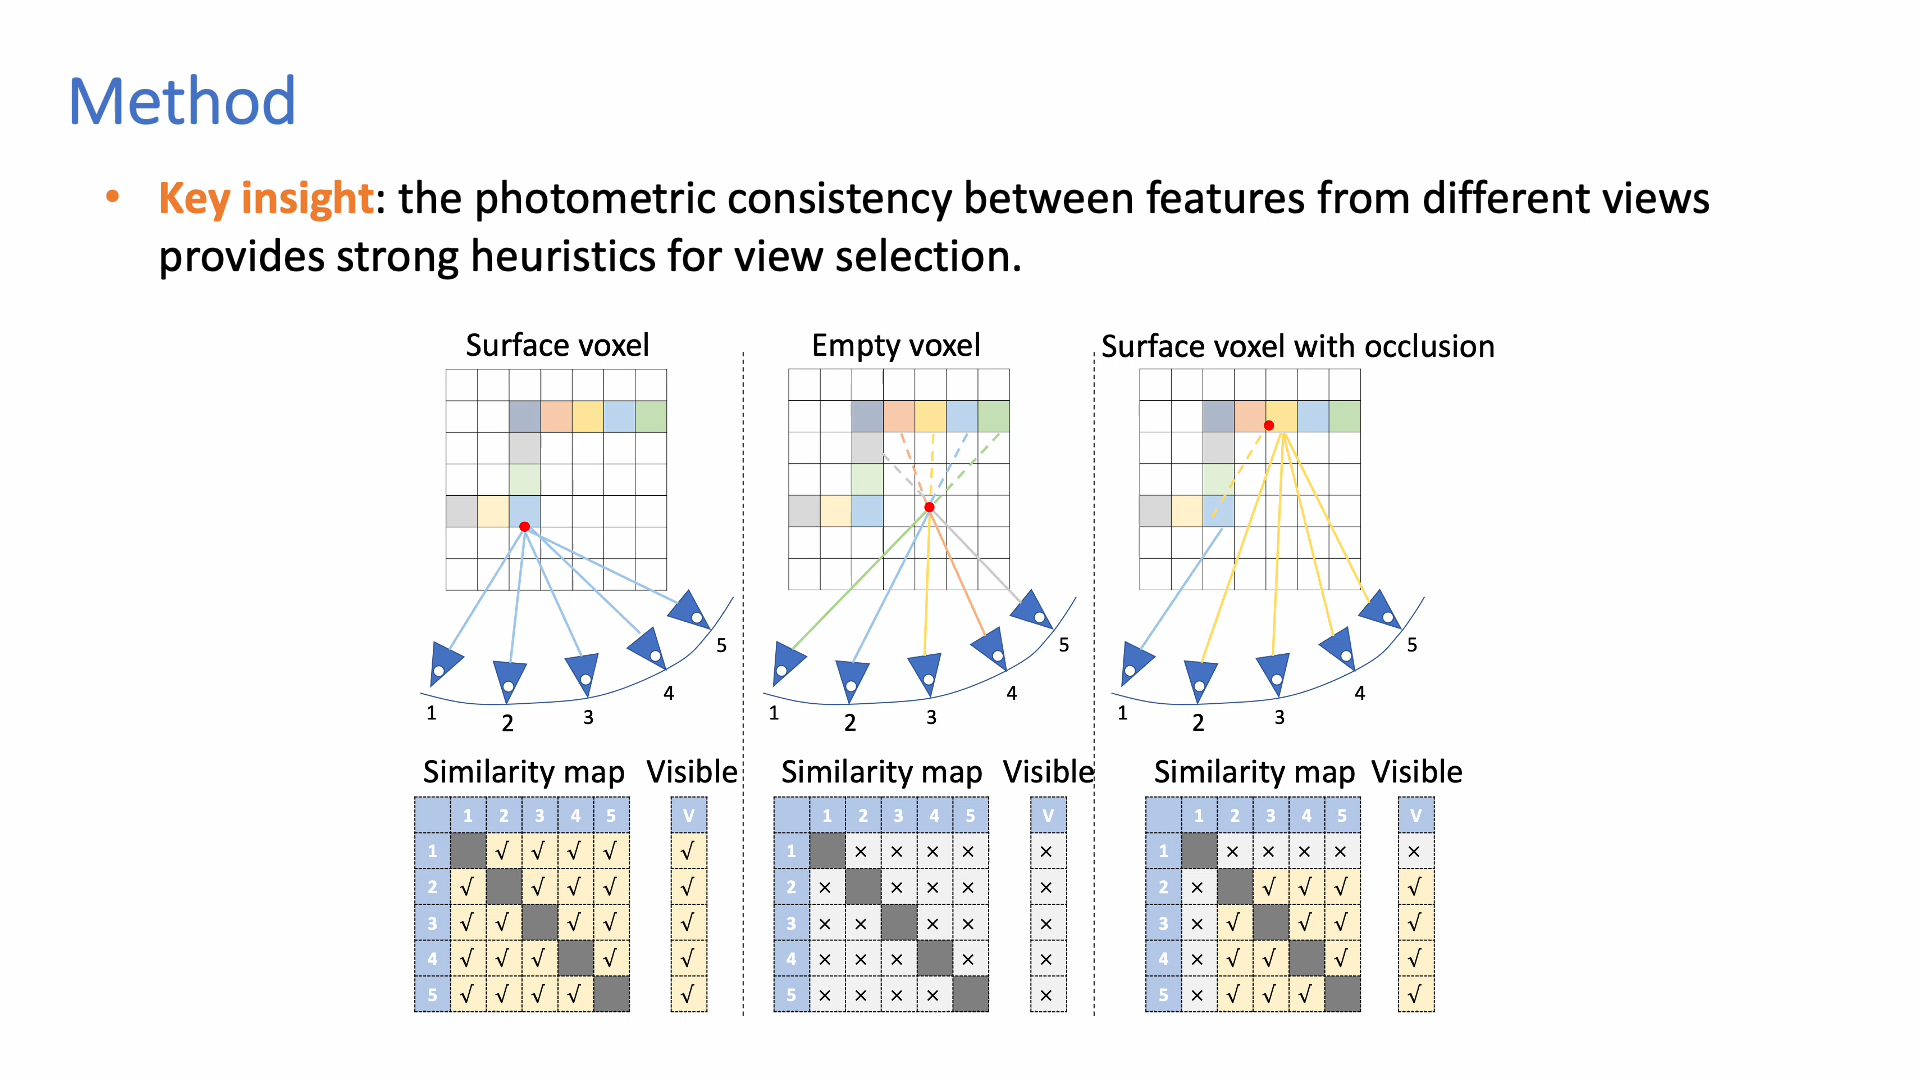 Method
• Key insight: the photometric consistency between features from different views
provides strong heuristics for view selection.
Surface voxel
Empty voxel
Surface voxel with occlusion
1 2 3 4 5
1 2 3 4 5
1 2 3 4 5
Similarity map Visible
1 2 3 4 5 V
1 √ √ √ √ √
2 √ √ √ √ √
3 √ √ √ √ √
4 √ √ √ √ √
5 √ √ √ √ √
Similarity map Visible
1 2 3 4 5 V
1 × × × × ×
2 × × × × ×
3 × × × × ×
4 × × × × ×
5 × × × × ×
Similarity map Visible
1 2 3 4 5 V
1 × × × × ×
2 × √ √ √ √
3 × √ √ √ √
4 × √ √ √ √
5 × √ √ √ √